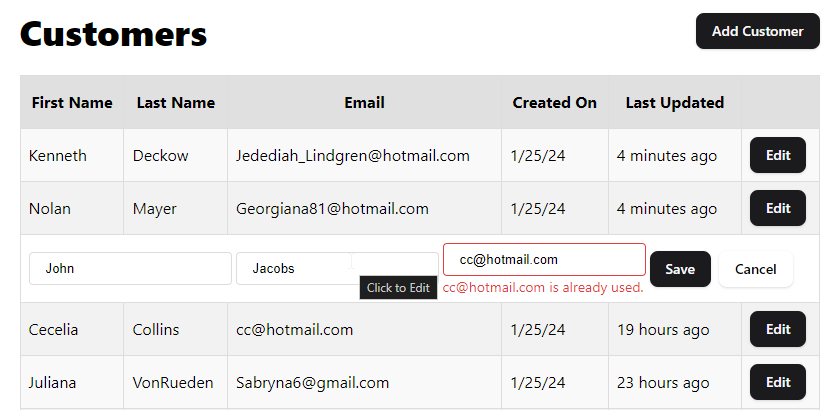 Customers
Add Customer
First Name Last Name Email Created On Last Updated
Kenneth Deckow Jedediah_Lindgren@hotmail.com 1/25/24 4 minutes ago Edit
Nolan Mayer Georgiana81@hotmail.com 1/25/24 4 minutes ago Edit
John Jacobs cc@hotmail.com Save Cancel
Click to Edit cc@hotmail.com is already used.
Cecelia Collins cc@hotmail.com 1/25/24 19 hours ago Edit
Juliana VonRueden Sabryna6@gmail.com 1/25/24 23 hours ago Edit